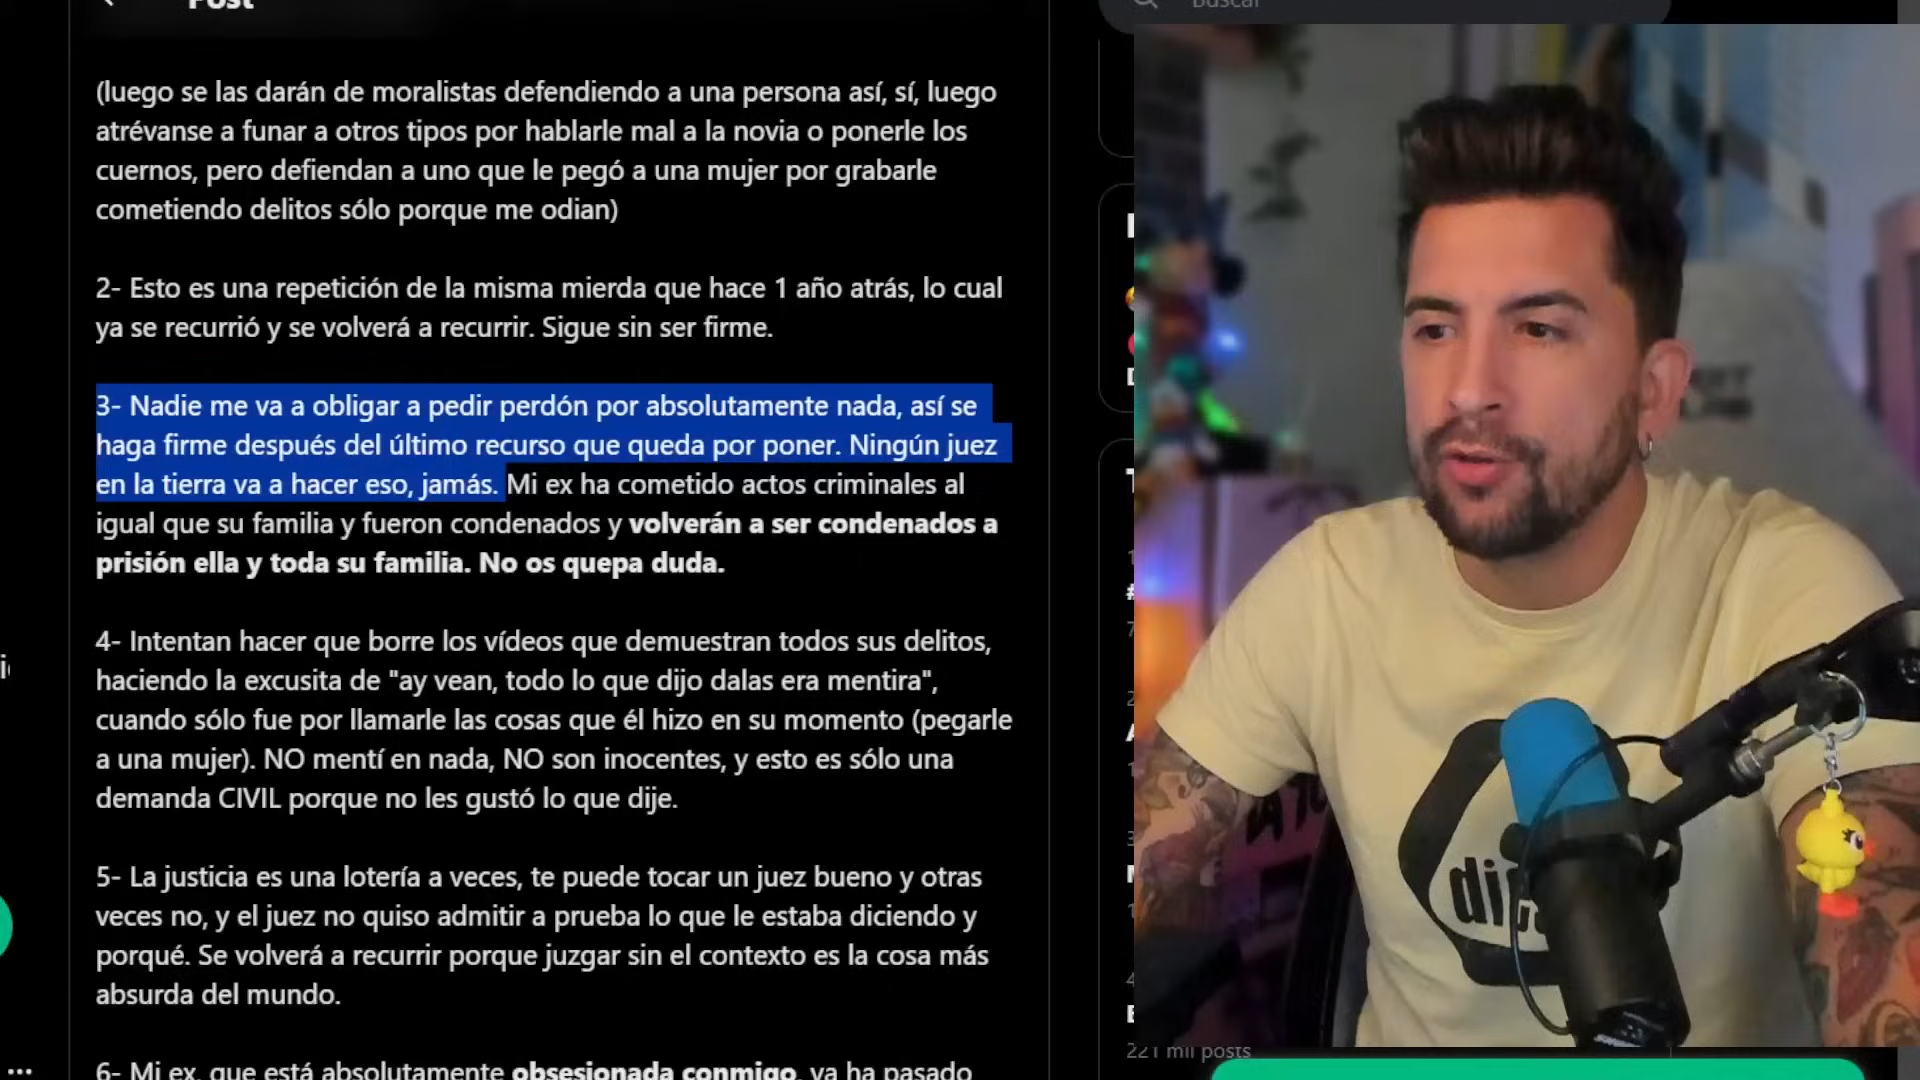 Post
Buscar
(luego se las darán de moralistas defendiendo a una persona así, sí, luego
atrévanse a funar a otros tipos por hablarle mal a la novia o ponerle los
cuernos, pero defiendan a uno que le pegó a una mujer por grabarle
cometiendo delitos sólo porque me odian)
2- Esto es una repetición de la misma mierda que hace 1 año atrás, lo cual
ya se recurrió y se volverá a recurrir. Sigue sin ser firme.
3- Nadie me va a obligar a pedir perdón por absolutamente nada, así se
haga firme después del último recurso que queda por poner. Ningún juez
en la tierra va a hacer eso, jamás. Mi ex ha cometido actos criminales al
igual que su familia y fueron condenados y volverán a ser condenados a
prisión ella y toda su familia. No os quepa duda.
4- Intentan hacer que borre los vídeos que demuestran todos sus delitos,
haciendo la excusita de "ay vean, todo lo que dijo dalas era mentira",
cuando sólo fue por llamarle las cosas que él hizo en su momento (pegarle
a una mujer). NO mentí en nada, NO son inocentes, y esto es sólo una
demanda CIVIL porque no les gustó lo que dije.
5- La justicia es una lotería a veces, te puede tocar un juez bueno y otras
veces no, y el juez no quiso admitir a prueba lo que le estaba diciendo y
porqué. Se volverá a recurrir porque juzgar sin el contexto es la cosa más
absurda del mundo.
6- Mi ex, que está absolutamente obsesionada conmigo, ya ha pasado
221 mil posts